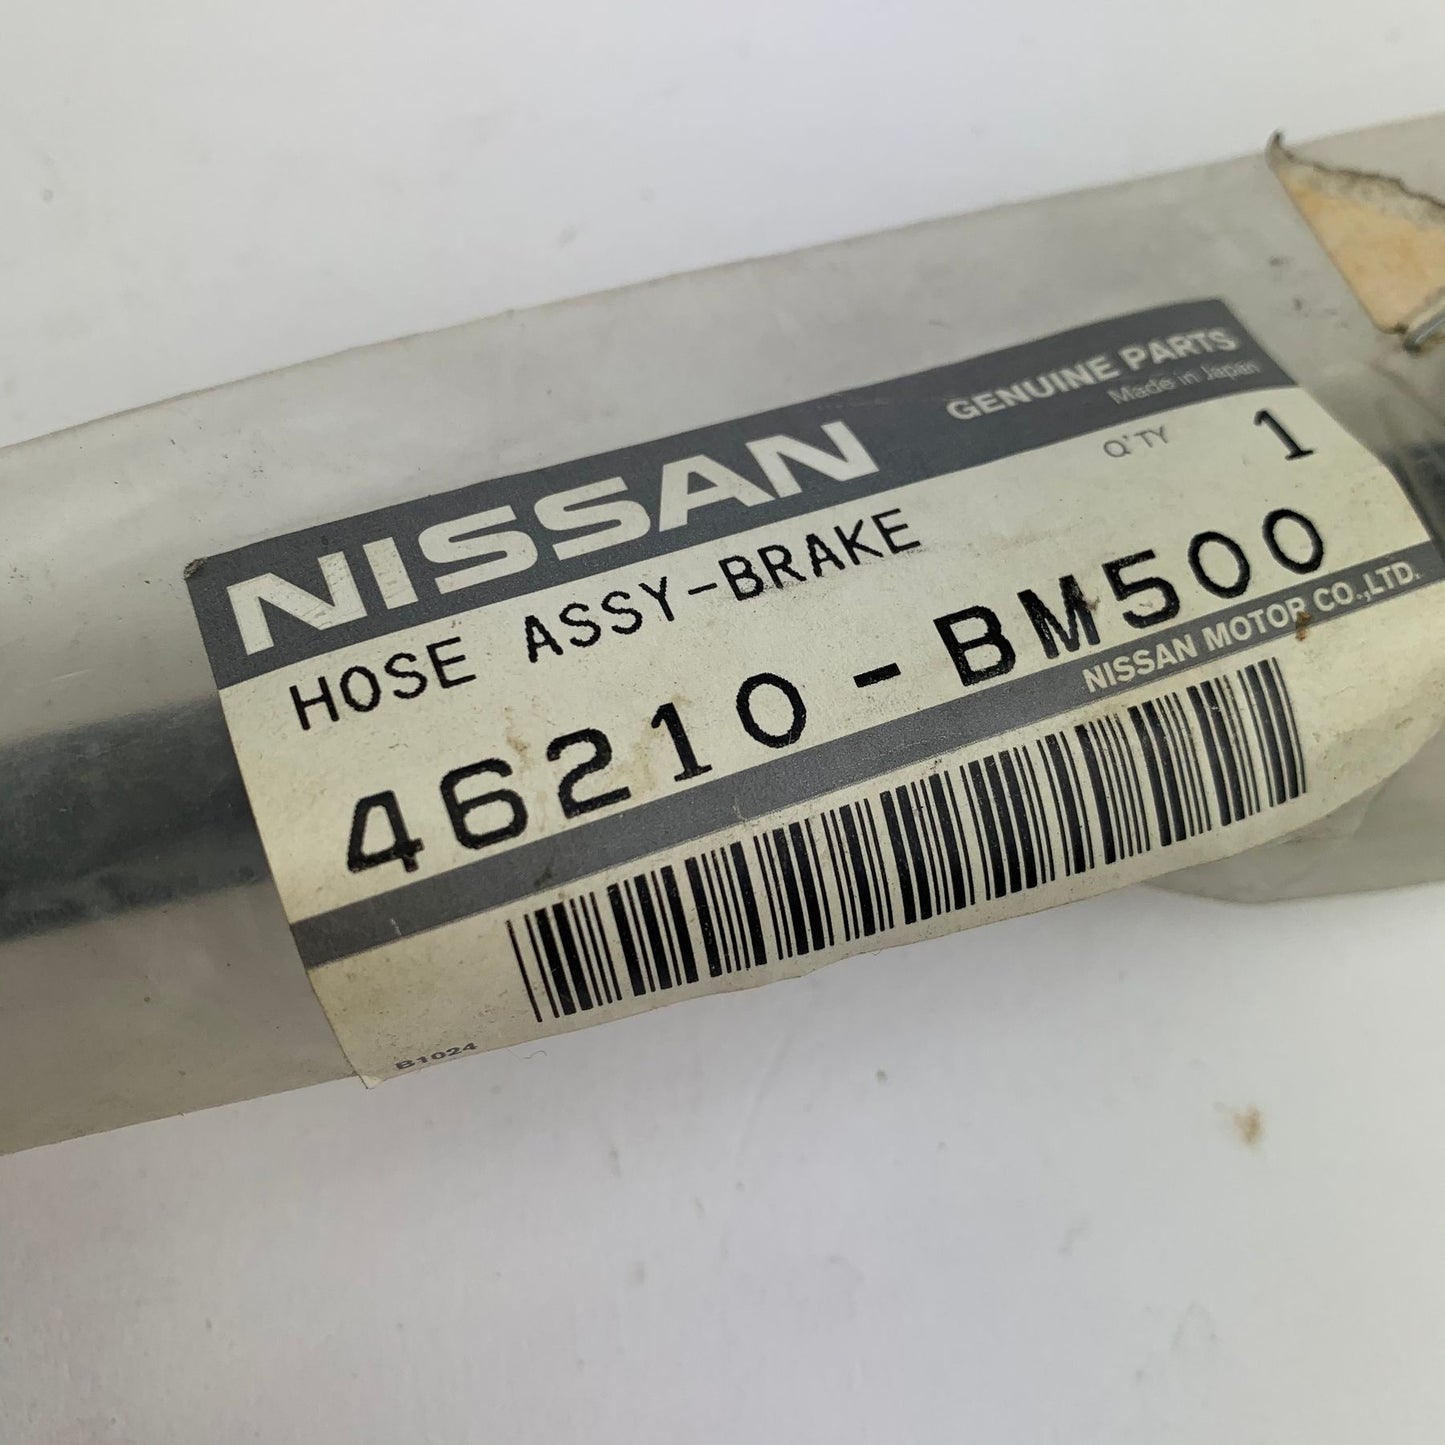 NISSAN
GENUINE PARTS
Made in Japan
HOSE ASSY-BRAKE
Q'TY 1
46210-BM500
NISSAN MOTOR CO.,LTD.
B1024